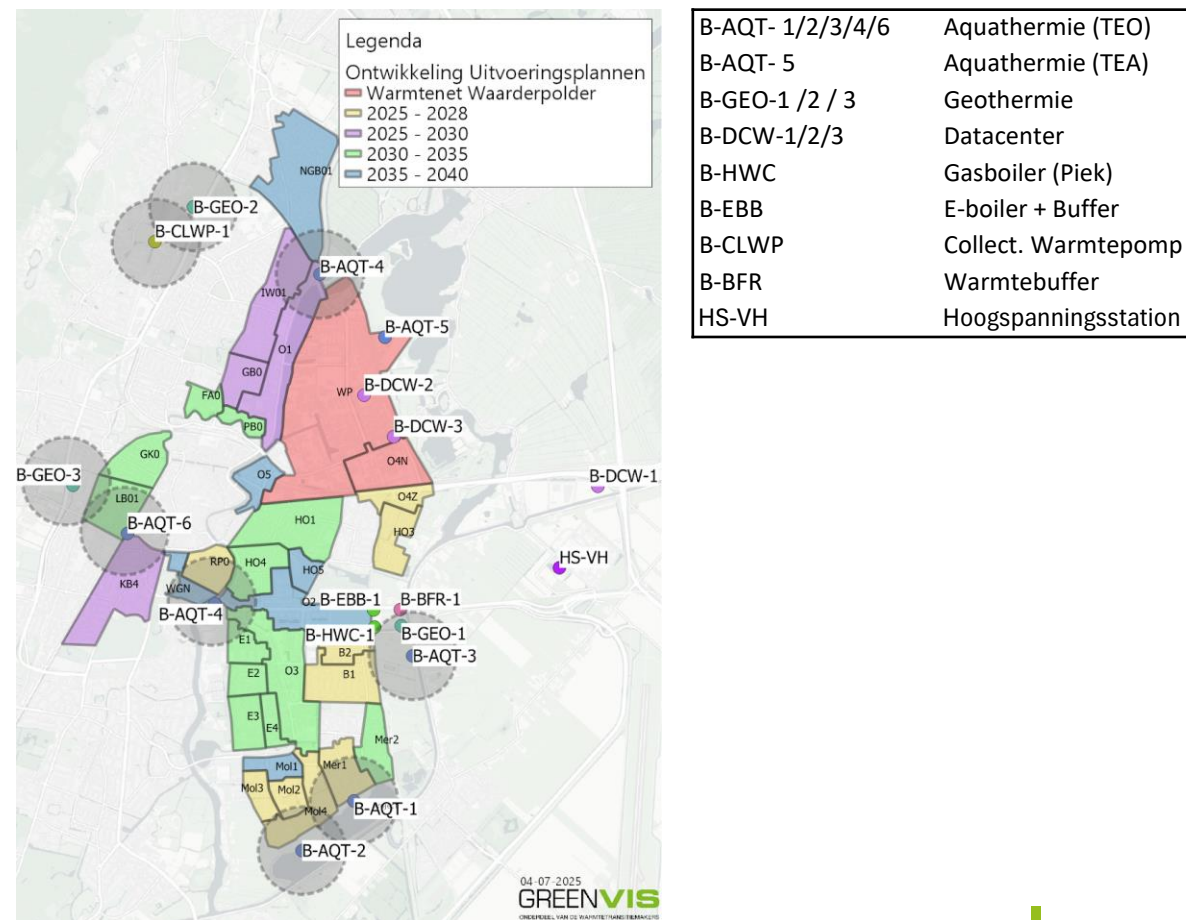 Legenda
Ontwikkeling Uitvoeringsplannen
Warmtenet Waarderpolder
2025 - 2028
2025 - 2030
2030 - 2035
2035 - 2040
NGB01
B-GEO-2
B-CLWP-1
B-AQT-4
IW01
B-AQT-5
O1
GB0
B-DCW-2
WP
FA0
PB0
B-DCW-3
GK0
O4N
O5
B-GEO-3
B-DCW-1
LB01
O4Z
HO1
B-AQT-6
HO3
RP0
HO4
HO5
HS-VH
KB4
WGN
O2
B-EBB-1
B-BFR-1
B-AQT-4
B-HWC-1
B-GEO-1
E1
B2
B-AQT-3
O3
E2
B1
E3
E4
Mer2
Mol1
Mer1
Mol3
Mol2
Mol4
B-AQT-1
B-AQT-2
04-07-2025
GREENVIS
ONDERDEEL VAN DE WARMTETRANSITIEMAKERS
B-AQT- 1/2/3/4/6 Aquathermie (TEO)
B-AQT- 5 Aquathermie (TEA)
B-GEO-1 /2 / 3 Geothermie
B-DCW-1/2/3 Datacenter
B-HWC Gasboiler (Piek)
B-EBB E-boiler + Buffer
B-CLWP Collect. Warmtepomp
B-BFR Warmtebuffer
HS-VH Hoogspanningsstation